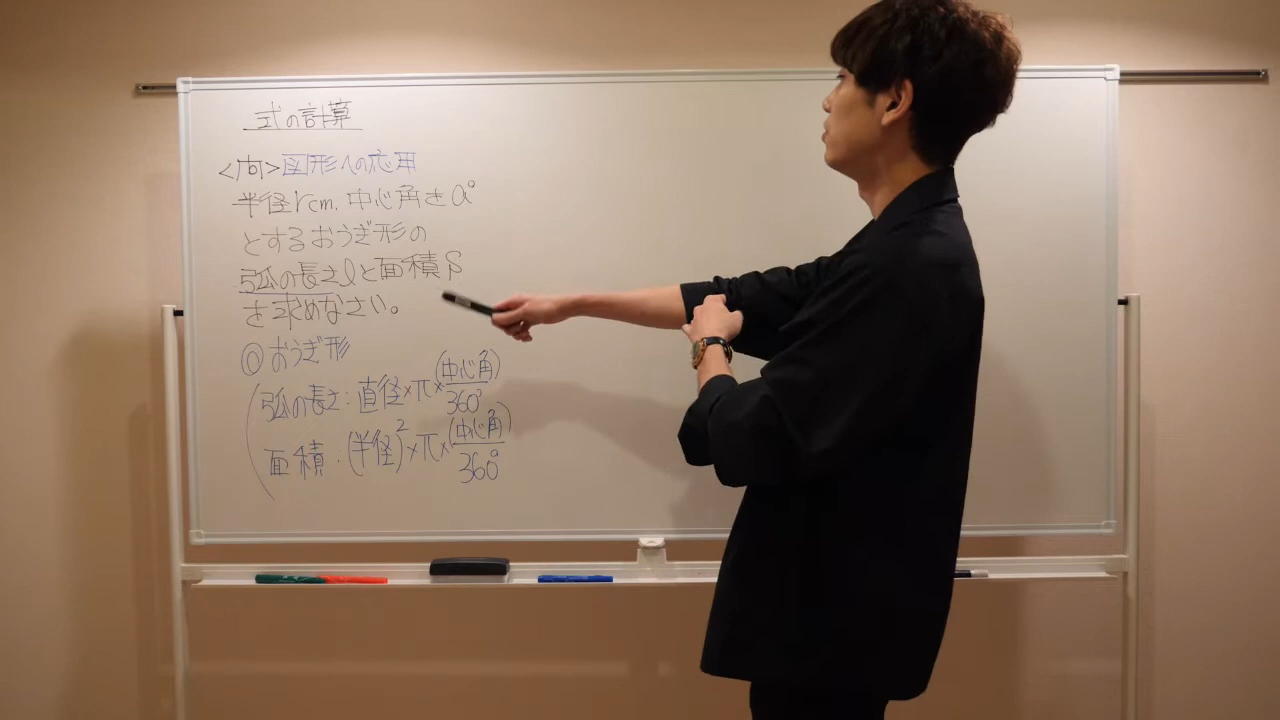 式の計算
<向>図形への応用
半径rcm. 中心角をa°
とするおうぎ形の
弧の長さlと面積S
を求めなさい。
◎おうぎ形
弧の長さ:直径×π×(中心角)/360°
面積:(半径)²×π×(中心角)/360°